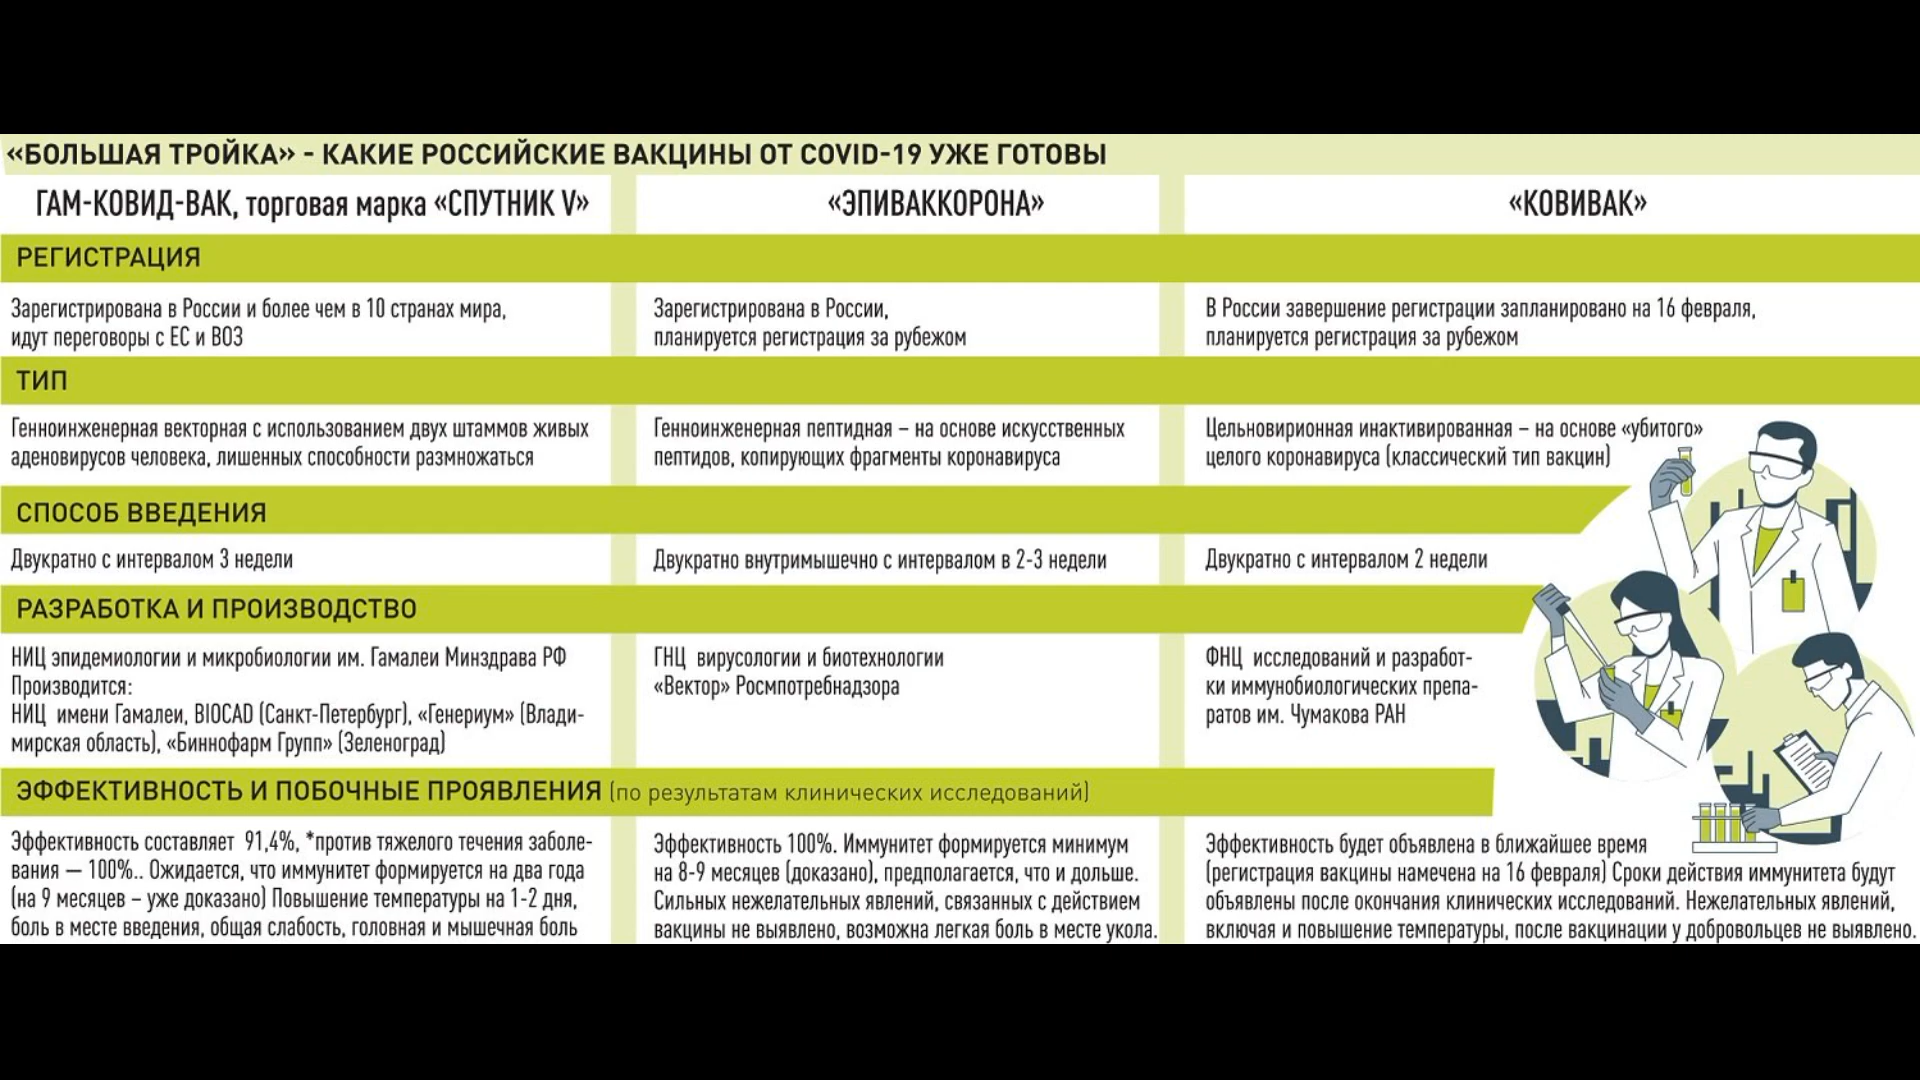 «БОЛЬШАЯ ТРОЙКА» - КАКИЕ РОССИЙСКИЕ ВАКЦИНЫ ОТ COVID-19 УЖЕ ГОТОВЫ
ГАМ-КОВИД-ВАК, торговая марка «СПУТНИК V»
«ЭПИВАККОРОНА»
«КОВИВАК»
РЕГИСТРАЦИЯ
Зарегистрирована в России и более чем в 10 странах мира,
идут переговоры с ЕС и ВОЗ
Зарегистрирована в России,
планируется регистрация за рубежом
В России завершение регистрации запланировано на 16 февраля,
планируется регистрация за рубежом
ТИП
Генноинженерная векторная с использованием двух штаммов живых
аденовирусов человека, лишенных способности размножаться
Генноинженерная пептидная – на основе искусственных
пептидов, копирующих фрагменты коронавируса
Цельновирионная инактивированная – на основе «убитого»
целого коронавируса (классический тип вакцин)
СПОСОБ ВВЕДЕНИЯ
Двукратно с интервалом 3 недели
Двукратно внутримышечно с интервалом в 2-3 недели
Двукратно с интервалом 2 недели
РАЗРАБОТКА И ПРОИЗВОДСТВО
НИЦ эпидемиологии и микробиологии им. Гамалеи Минздрава РФ
Производится:
НИЦ имени Гамалеи, BIOCAD (Санкт-Петербург), «Генериум» (Влади-
мирская область), «Биннофарм Групп» (Зеленоград)
ГНЦ вирусологии и биотехнологии
«Вектор» Росмпотребнадзора
ФНЦ исследований и разработ-
ки иммунобиологических препа-
ратов им. Чумакова РАН
ЭФФЕКТИВНОСТЬ И ПОБОЧНЫЕ ПРОЯВЛЕНИЯ (по результатам клинических исследований)
Эффективность составляет 91,4%, *против тяжелого течения заболе-
вания — 100%.. Ожидается, что иммунитет формируется на два года
(на 9 месяцев – уже доказано) Повышение температуры на 1-2 дня,
боль в месте введения, общая слабость, головная и мышечная боль
Эффективность 100%. Иммунитет формируется минимум
на 8-9 месяцев (доказано), предполагается, что и дольше.
Сильных нежелательных явлений, связанных с действием
вакцины не выявлено, возможна легкая боль в месте укола.
Эффективность будет объявлена в ближайшее время
(регистрация вакцины намечена на 16 февраля) Сроки действия иммунитета будут
объявлены после окончания клинических исследований. Нежелательных явлений,
включая и повышение температуры, после вакцинации у добровольцев не выявлено.